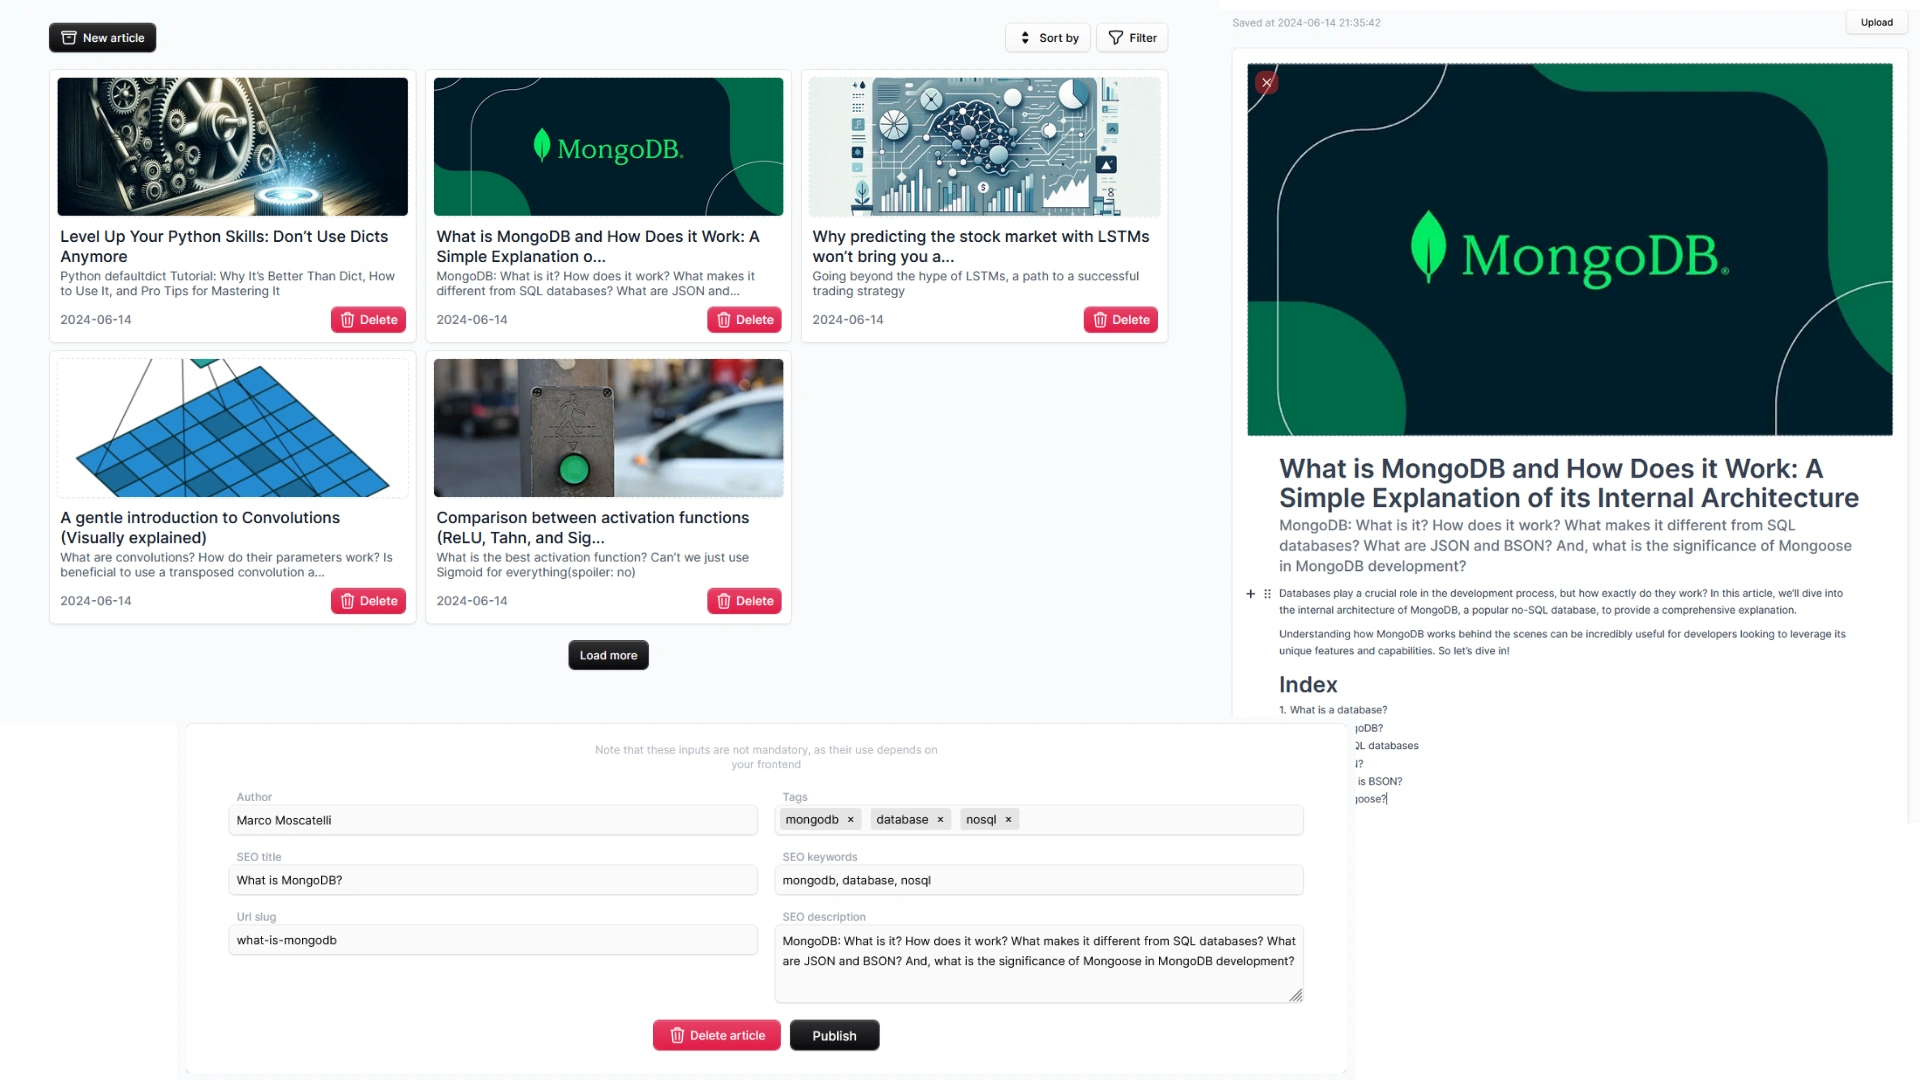 New article
Sort by
Filter
MongoDB.
Level Up Your Python Skills: Don’t Use Dicts
Anymore
Python defaultdict Tutorial: Why It’s Better Than Dict, How
to Use It, and Pro Tips for Mastering It
2024-06-14
Delete
What is MongoDB and How Does it Work: A
Simple Explanation o...
MongoDB: What is it? How does it work? What makes it
different from SQL databases? What are JSON and...
2024-06-14
Delete
Why predicting the stock market with LSTMs
won’t bring you a...
Going beyond the hype of LSTMs, a path to a successful
trading strategy
2024-06-14
Delete
A gentle introduction to Convolutions
(Visually explained)
What are convolutions? How do their parameters work? Is
beneficial to use a transposed convolution a...
2024-06-14
Delete
Comparison between activation functions
(ReLU, Tahn, and Sig...
What is the best activation function? Can’t we just use
Sigmoid for everything(spoiler: no)
2024-06-14
Delete
Load more
Saved at 2024-06-14 21:35:42
Upload
MongoDB®
What is MongoDB and How Does it Work: A
Simple Explanation of its Internal Architecture
MongoDB: What is it? How does it work? What makes it different from SQL
databases? What are JSON and BSON? And, what is the significance of Mongoose
in MongoDB development?
Databases play a crucial role in the development process, but how exactly do they work? In this article, we’ll dive into
the internal architecture of MongoDB, a popular no-SQL database, to provide a comprehensive explanation.
Understanding how MongoDB works behind the scenes can be incredibly useful for developers looking to leverage its
unique features and capabilities. So let’s dive in!
Index
1. What is a database?
goDB?
QL databases
N?
is BSON?
goose?
Note that these inputs are not mandatory, as their use depends on
your frontend
Author
Marco Moscatelli
Tags
mongodb × database × nosql ×
SEO title
What is MongoDB?
SEO keywords
mongodb, database, nosql
Url slug
what-is-mongodb
SEO description
MongoDB: What is it? How does it work? What makes it different from SQL databases? What
are JSON and BSON? And, what is the significance of Mongoose in MongoDB development?
Delete article
Publish